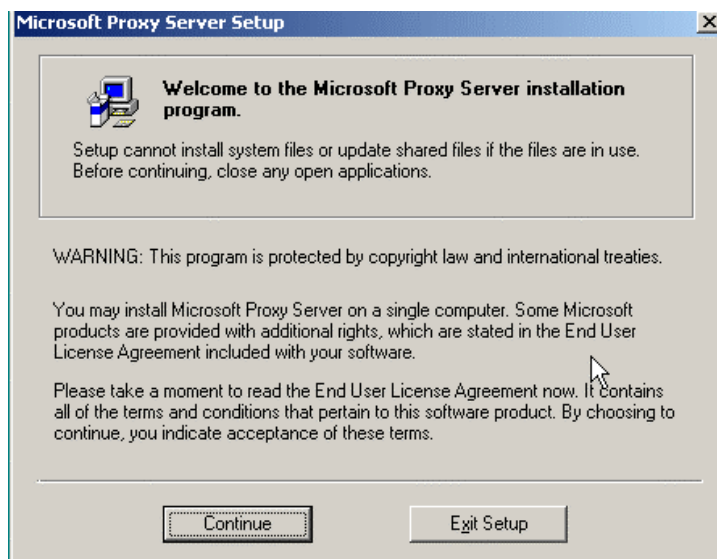 Microsoft Proxy Server Setup
Welcome to the Microsoft Proxy Server installation
program.
Setup cannot install system files or update shared files if the files are in use.
Before continuing, close any open applications.
WARNING: This program is protected by copyright law and international treaties.
You may install Microsoft Proxy Server on a single computer. Some Microsoft
products are provided with additional rights, which are stated in the End User
License Agreement included with your software.
Please take a moment to read the End User License Agreement now. It contains
all of the terms and conditions that pertain to this software product. By choosing to
continue, you indicate acceptance of these terms.
Continue
Exit Setup